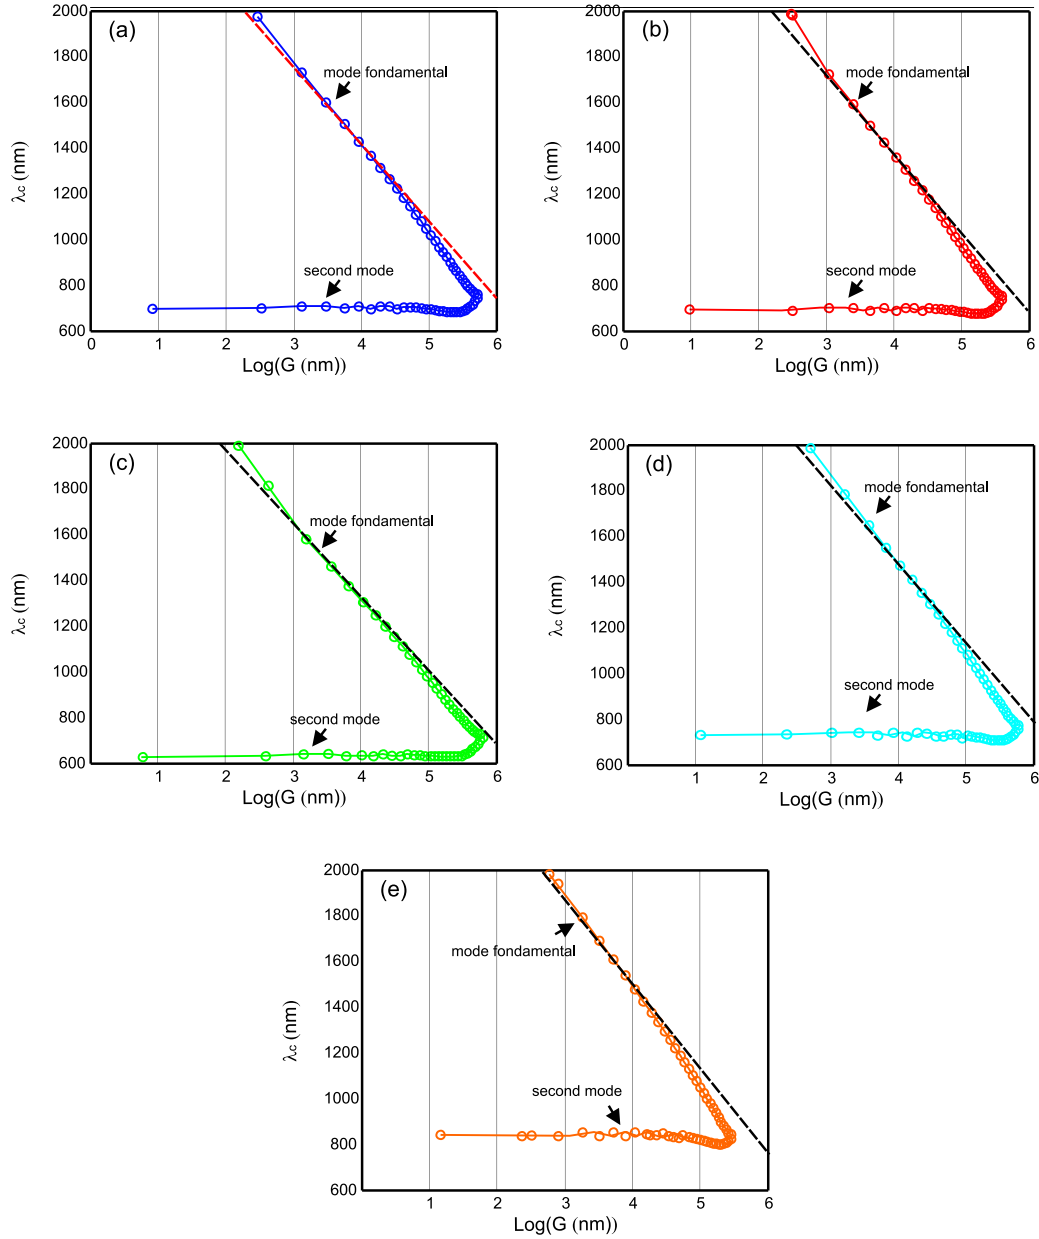 (a)
2000
1800
1600
1400
1200
1000
800
600
λc (nm)
mode fondamental
second mode
0 1 2 3 4 5 6
Log(G (nm))
(b)
2000
1800
1600
1400
1200
1000
800
600
λc (nm)
mode fondamental
second mode
0 1 2 3 4 5 6
Log(G (nm))
(c)
2000
1800
1600
1400
1200
1000
800
600
λc (nm)
mode fondamental
second mode
1 2 3 4 5 6
Log(G (nm))
(d)
2000
1800
1600
1400
1200
1000
800
600
λc (nm)
mode fondamental
second mode
1 2 3 4 5 6
Log(G (nm))
(e)
2000
1800
1600
1400
1200
1000
800
600
λc (nm)
mode fondamental
second mode
1 2 3 4 5 6
Log(G (nm))